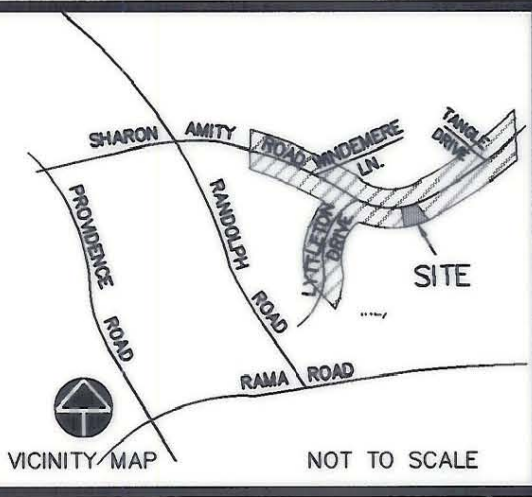 SHARON AMITY ROAD
WINDEMERE LN.
TANGLE DRIVE
PROVIDENCE ROAD
RANDOLPH ROAD
LYTTLETON DRIVE
SITE
RAMA ROAD
VICINITY MAP
NOT TO SCALE